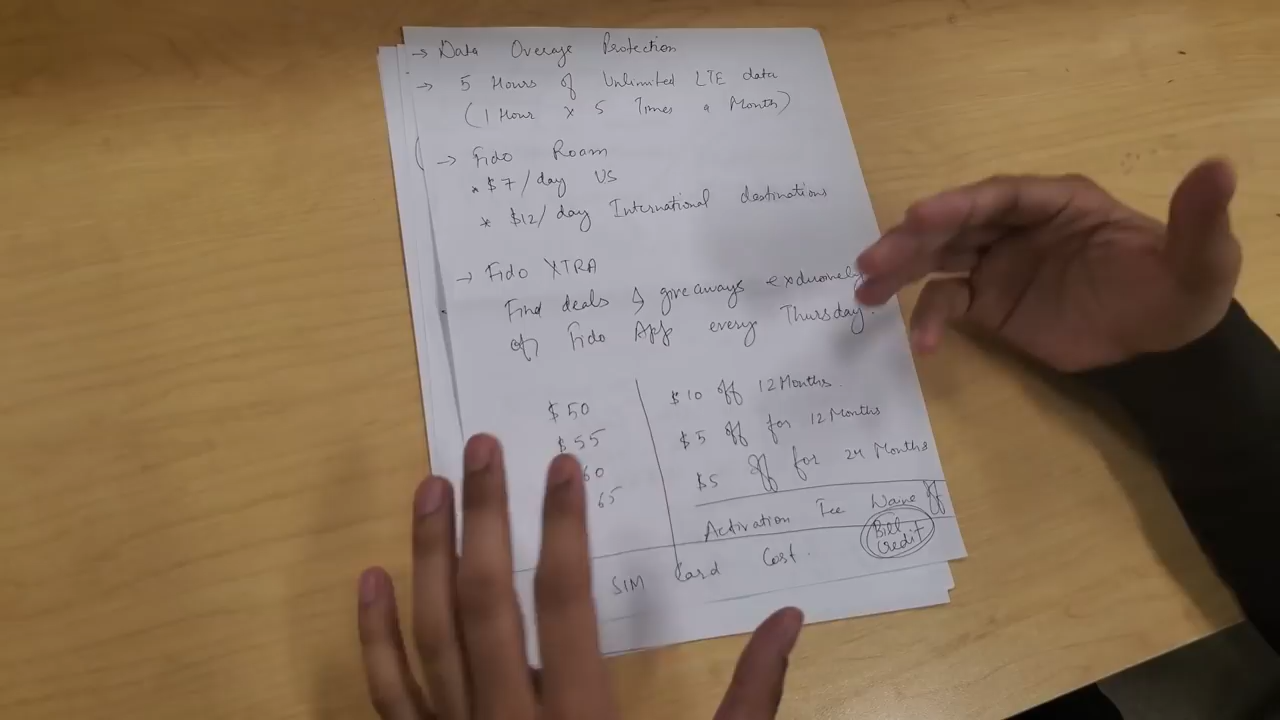 → Data Overage Protection
→ 5 Hours of Unlimited LTE data
(1 Hour x 5 Times a Month)
→ Fido Roam
* $7/day US
* $12/day International destinations
→ Fido XTRA
Find deals & giveaways exclusively
on Fido App every Thursday.
$50
$10 off 12 Months.
$55
$5 off for 12 Months
60
$5 off for 24 Months
65
Activation Fee Waive off
Bill Credit
SIM Card Cost.